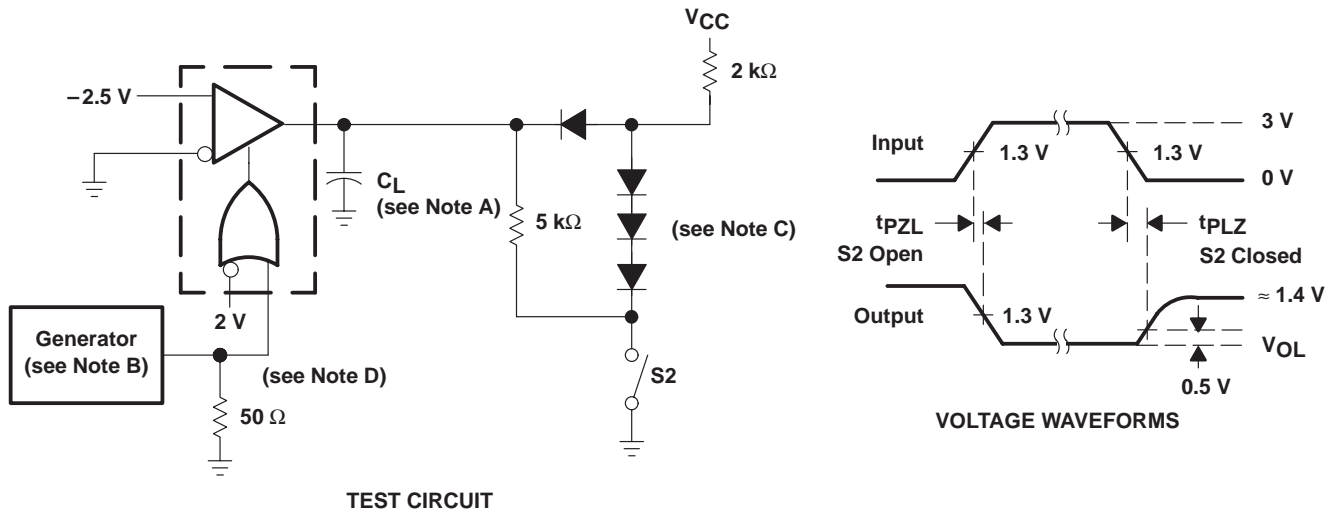 VCC
2 kΩ
−2.5 V
CL
(see Note A)
5 kΩ
(see Note C)
2 V
Generator
(see Note B)
(see Note D)
50 Ω
S2
TEST CIRCUIT
Input
3 V
1.3 V
1.3 V
0 V
tPZL
tPLZ
S2 Open
S2 Closed
≈ 1.4 V
Output
1.3 V
VOL
0.5 V
VOLTAGE WAVEFORMS